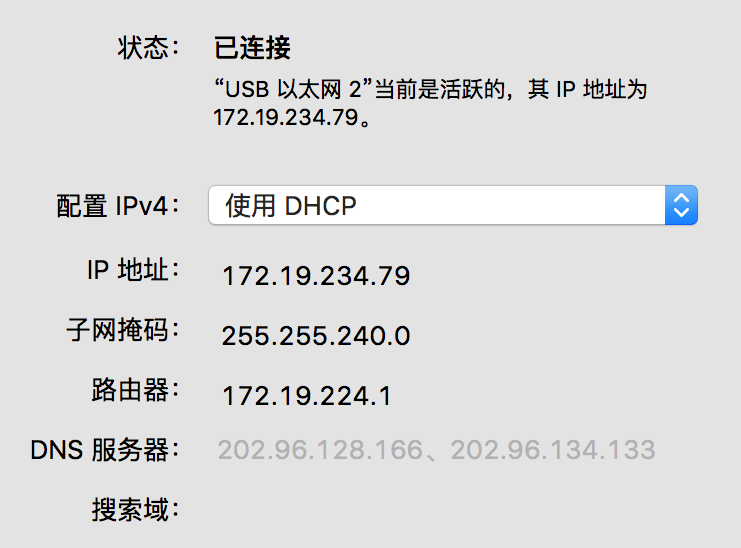 状态： 已连接
“USB 以太网 2”当前是活跃的，其 IP 地址为
172.19.234.79。
配置 IPv4： 使用 DHCP
IP 地址： 172.19.234.79
子网掩码： 255.255.240.0
路由器： 172.19.224.1
DNS 服务器： 202.96.128.166、202.96.134.133
搜索域：